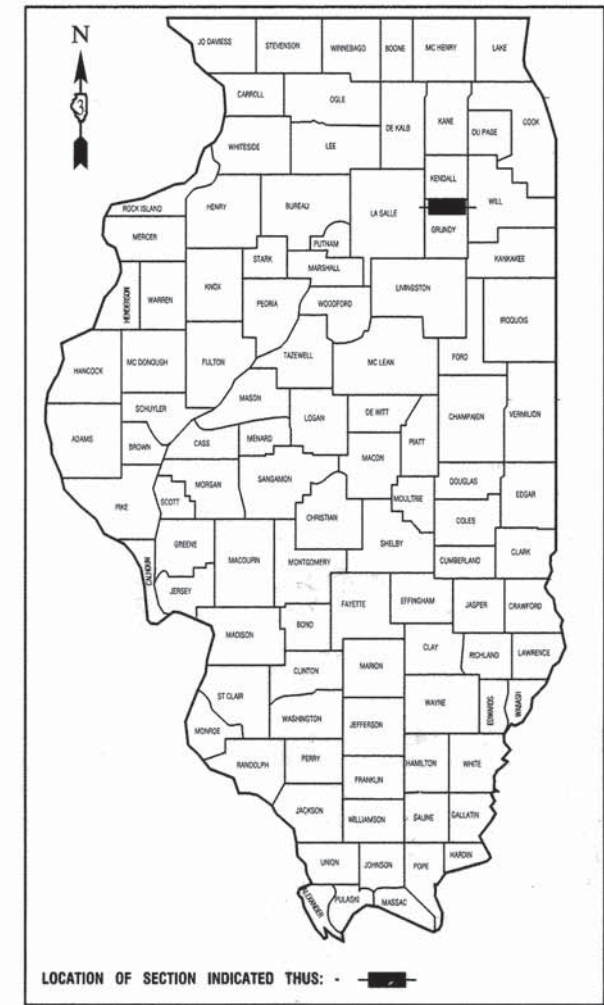 N
3
JO DAVIESS STEVENSON WINNEBAGO BOONE MC HENRY LAKE
CARROLL OGLE DE KALB KANE DU PAGE COOK
WHITESIDE LEE KENDALL WILL
ROCK ISLAND HENRY BUREAU LA SALLE GRUNDY
MERCER PUTNAM KANKAKEE
STARK MARSHALL
HENDERSON WARREN KNOX PEORIA WOODFORD LIVINGSTON IROQUOIS
HANCOCK MC DONOUGH FULTON TAZEWELL MC LEAN FORD
SCHUYLER MASON LOGAN DE WITT CHAMPAIGN VERMILION
ADAMS BROWN CASS MENARD MACON PIATT
PIKE SCOTT MORGAN SANGAMON MOULTRIE DOUGLAS EDGAR
CHRISTIAN COLES
GREENE MACOUPIN MONTGOMERY SHELBY CUMBERLAND CLARK
CALHOUN JERSEY FAYETTE EFFINGHAM JASPER CRAWFORD
MADISON BOND
CLINTON MARION CLAY RICHLAND LAWRENCE
ST CLAIR WASHINGTON JEFFERSON WAYNE EDWARDS WABASH
MONROE
RANDOLPH PERRY FRANKLIN HAMILTON WHITE
JACKSON WILLIAMSON SALINE GALLATIN
UNION JOHNSON POPE HARDIN
ALEXANDER PULASKI MASSAC
LOCATION OF SECTION INDICATED THUS: -